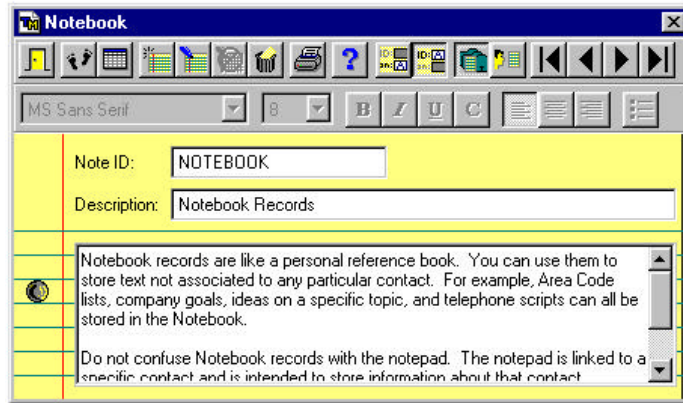 TM Notebook
MS Sans Serif 8 B I U C
Note ID: NOTEBOOK
Description: Notebook Records
Notebook records are like a personal reference book. You can use them to
store text not associated to any particular contact. For example, Area Code
lists, company goals, ideas on a specific topic, and telephone scripts can all be
stored in the Notebook.
Do not confuse Notebook records with the notepad. The notepad is linked to a
specific contact and is intended to store information about that contact